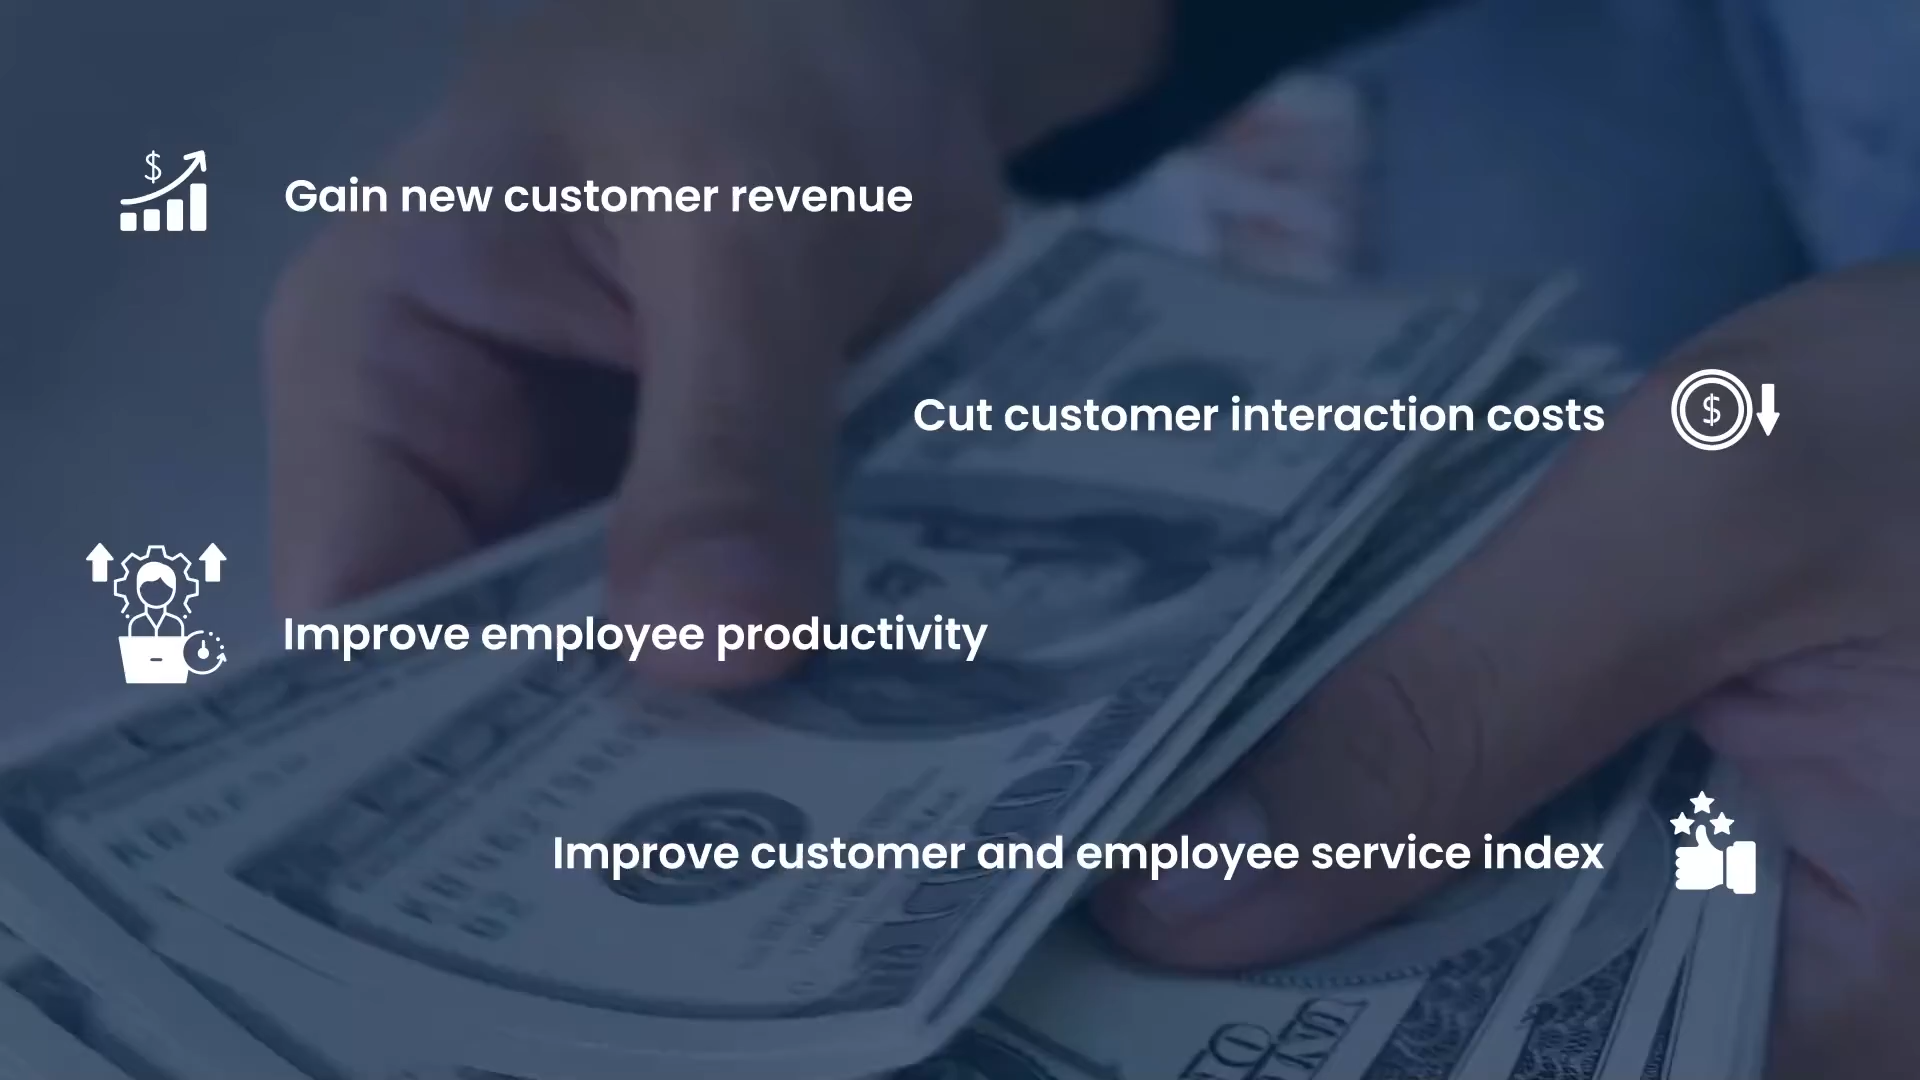 Gain new customer revenue
Cut customer interaction costs
Improve employee productivity
Improve customer and employee service index